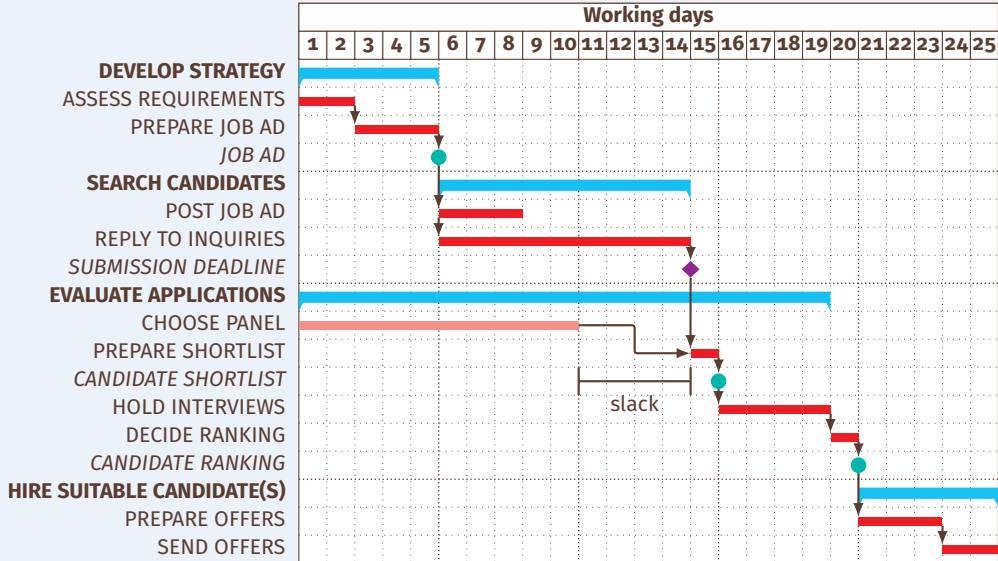 Working days
1 2 3 4 5 6 7 8 9 10 11 12 13 14 15 16 17 18 19 20 21 22 23 24 25
DEVELOP STRATEGY
ASSESS REQUIREMENTS
PREPARE JOB AD
JOB AD
SEARCH CANDIDATES
POST JOB AD
REPLY TO INQUIRIES
SUBMISSION DEADLINE
EVALUATE APPLICATIONS
CHOOSE PANEL
PREPARE SHORTLIST
CANDIDATE SHORTLIST
slack
HOLD INTERVIEWS
DECIDE RANKING
CANDIDATE RANKING
HIRE SUITABLE CANDIDATE(S)
PREPARE OFFERS
SEND OFFERS